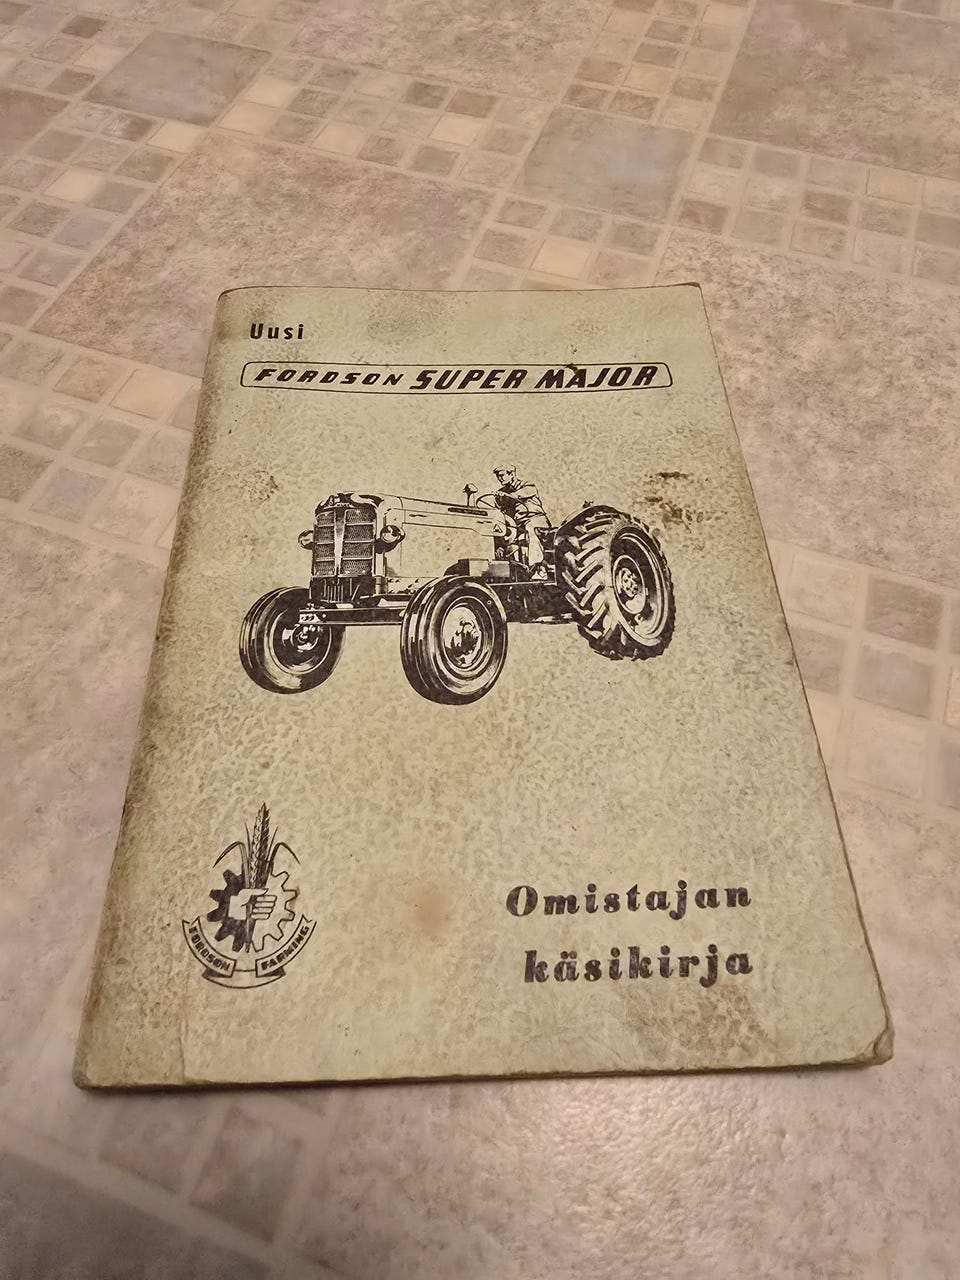 Uusi
FORDSON SUPER MAJOR
FORDSON FARMING
Omistajan
käsikirja